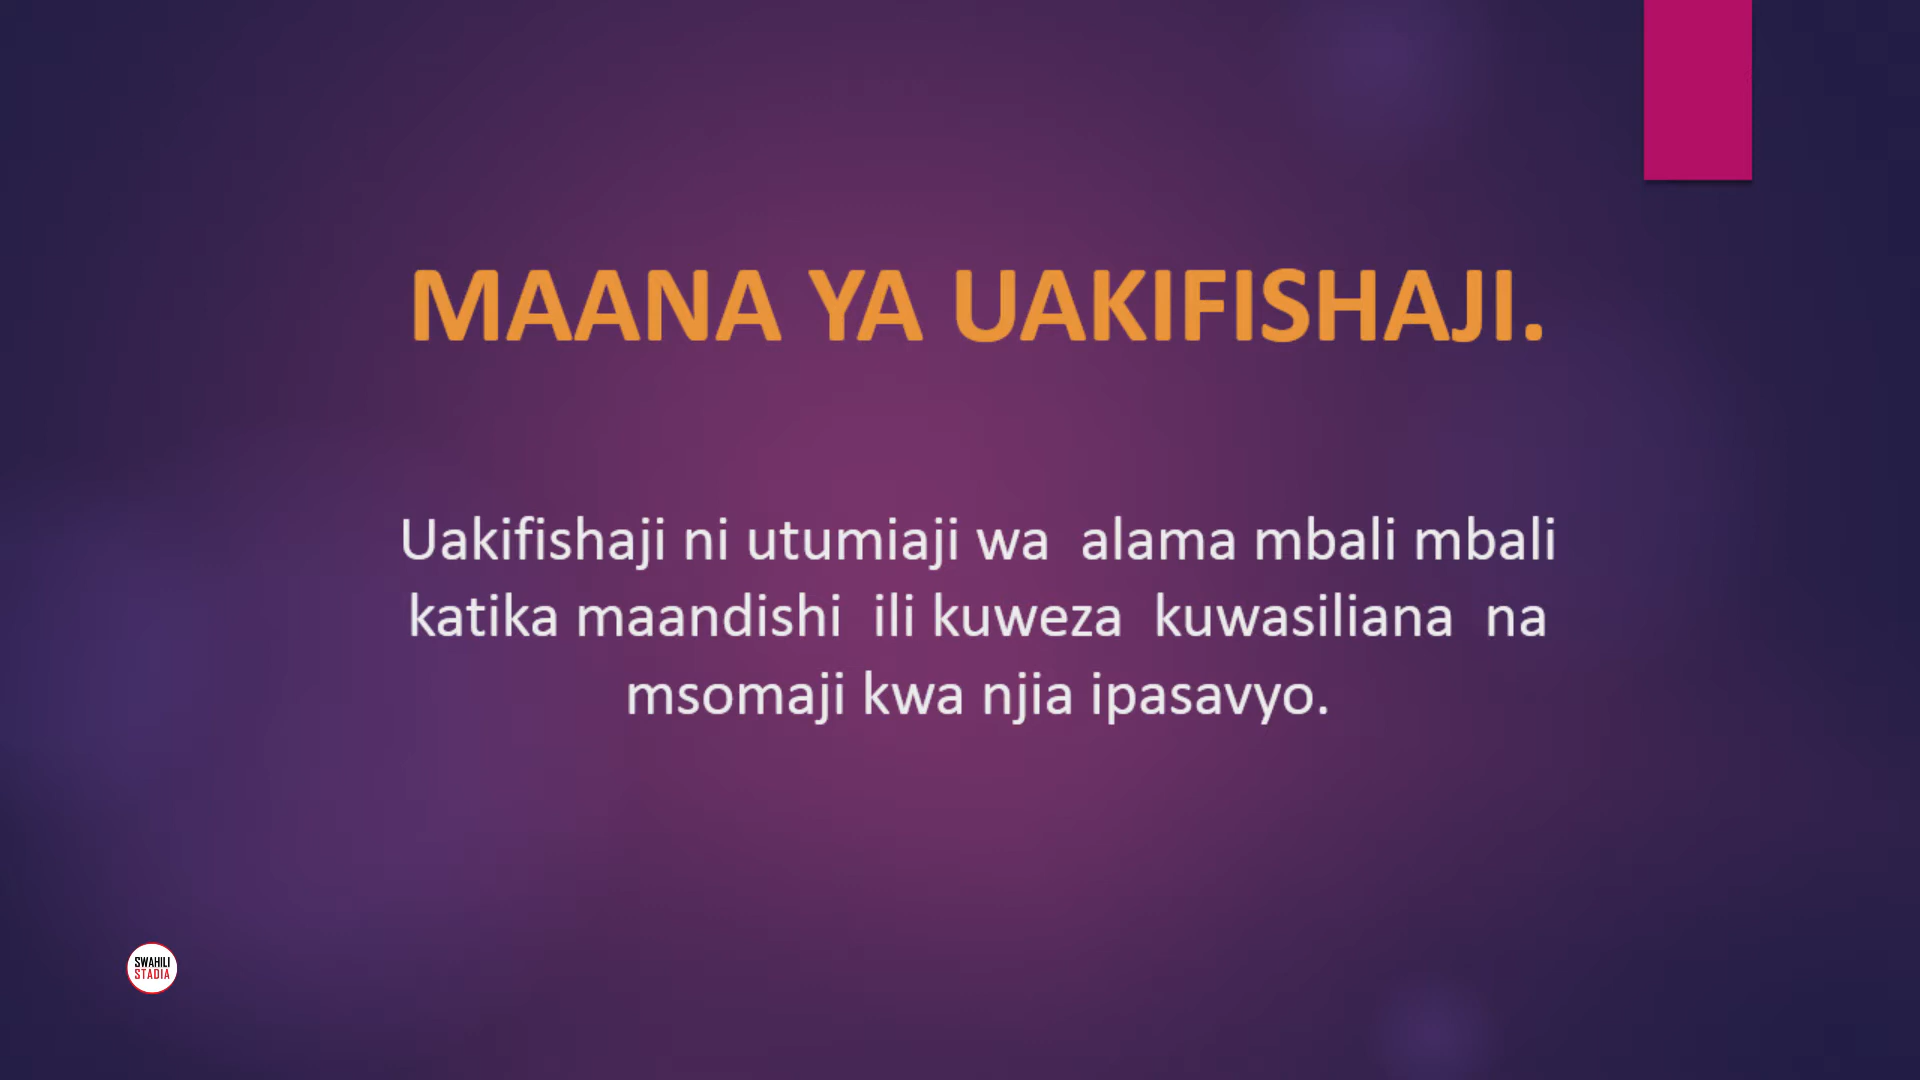 MAANA YA UAKIFISHAJI.
Uakifishaji ni utumiaji wa alama mbali mbali
katika maandishi ili kuweza kuwasiliana na
msomaji kwa njia ipasavyo.
SWAHILI
STADIA